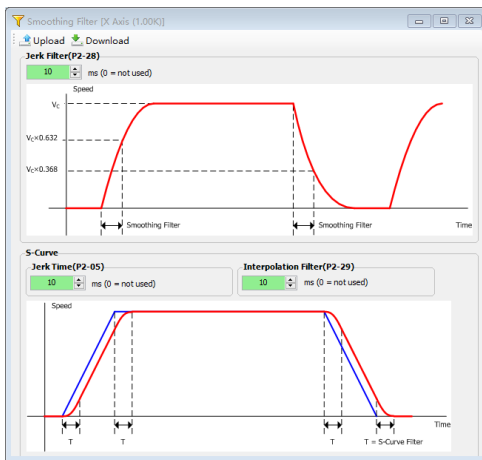 Smoothing Filter [X Axis (1.00K)]
Upload Download
Jerk Filter(P2-28)
10 ms (0 = not used)
Speed
Vc
Vc×0.632
Vc×0.368
Smoothing Filter Smoothing Filter Time
S-Curve
Jerk Time(P2-05) Interpolation Filter(P2-29)
10 ms (0 = not used) 10 ms (0 = not used)
Speed
Time
T T T T = S-Curve Filter